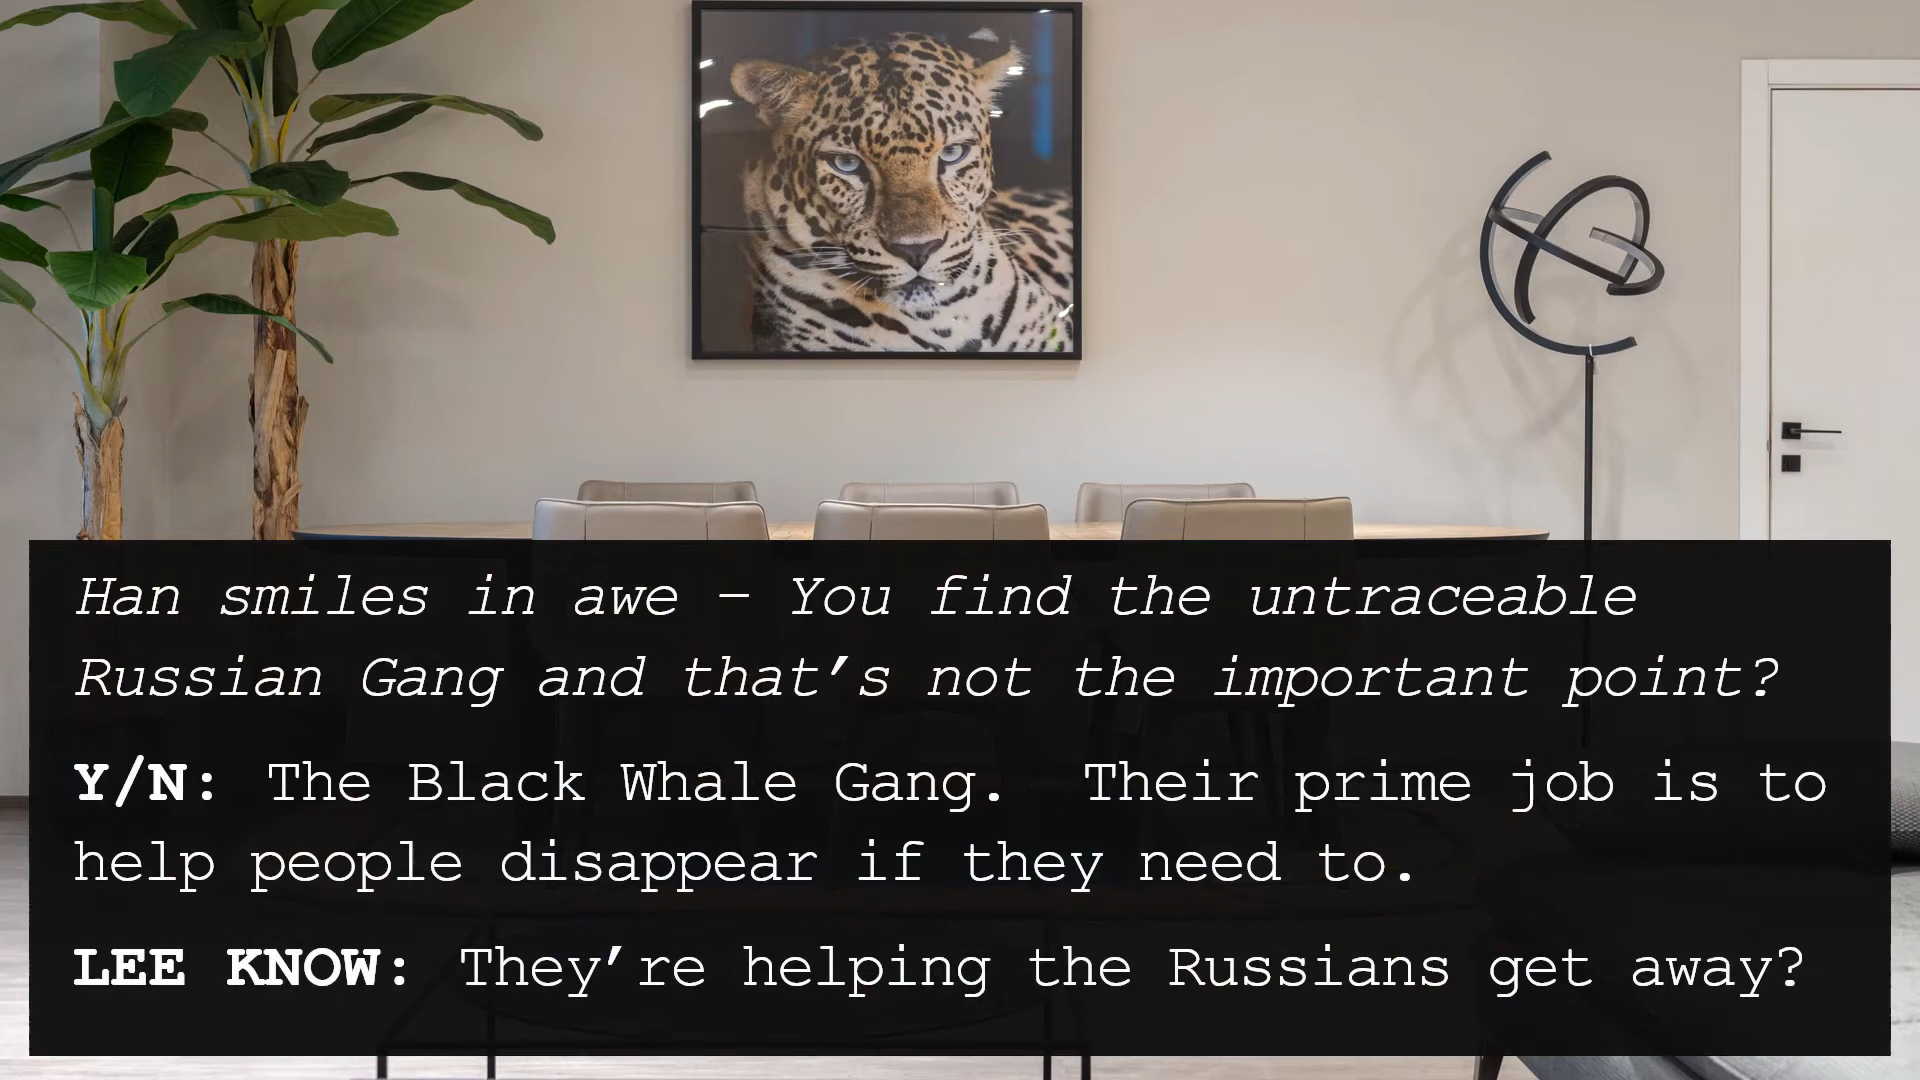 Han smiles in awe – You find the untraceable
Russian Gang and that’s not the important point?
Y/N: The Black Whale Gang.  Their prime job is to
help people disappear if they need to.
LEE KNOW: They’re helping the Russians get away?